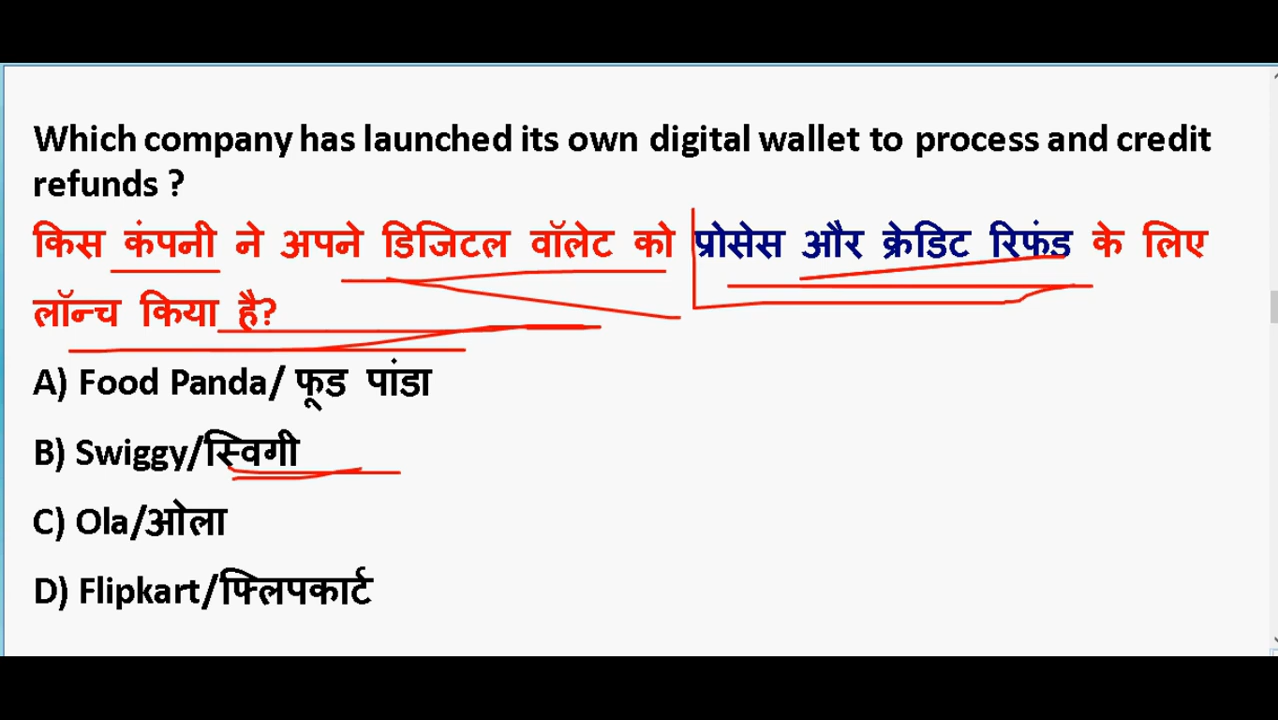 Which company has launched its own digital wallet to process and credit
refunds ?
किस कंपनी ने अपने डिजिटल वॉलेट को प्रोसेस और क्रेडिट रिफंड के लिए
लॉन्च किया है?
A) Food Panda/ फूड पांडा
B) Swiggy/स्विगी
C) Ola/ओला
D) Flipkart/फ्लिपकार्ट